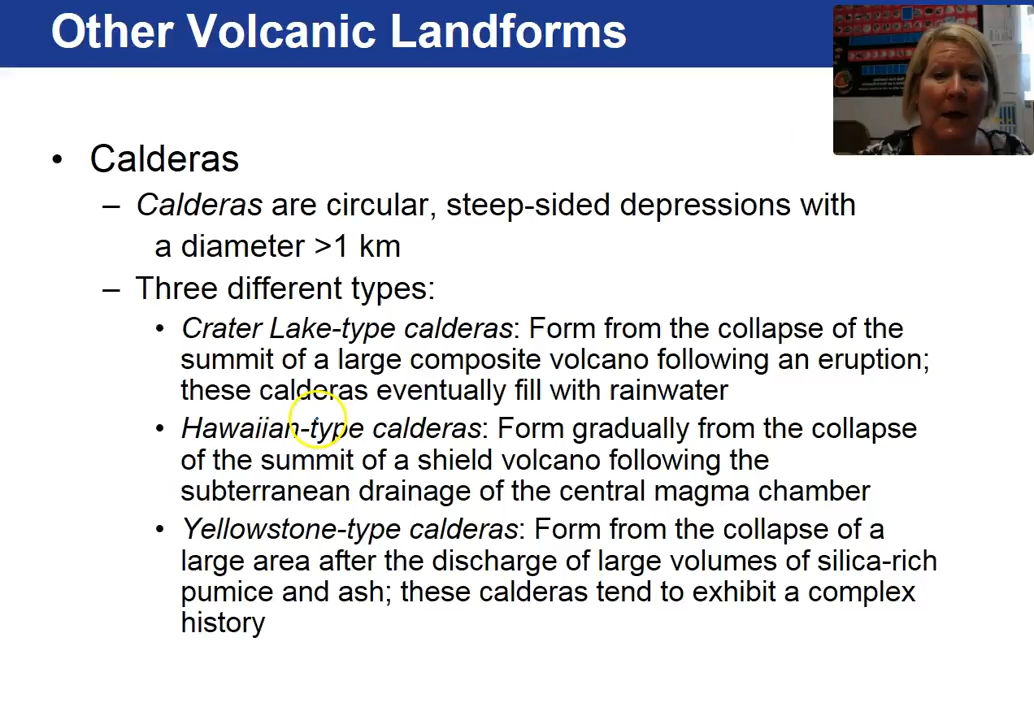 Other Volcanic Landforms
• Calderas
– Calderas are circular, steep-sided depressions with
a diameter >1 km
– Three different types:
• Crater Lake-type calderas: Form from the collapse of the
summit of a large composite volcano following an eruption;
these calderas eventually fill with rainwater
• Hawaiian-type calderas: Form gradually from the collapse
of the summit of a shield volcano following the
subterranean drainage of the central magma chamber
• Yellowstone-type calderas: Form from the collapse of a
large area after the discharge of large volumes of silica-rich
pumice and ash; these calderas tend to exhibit a complex
history